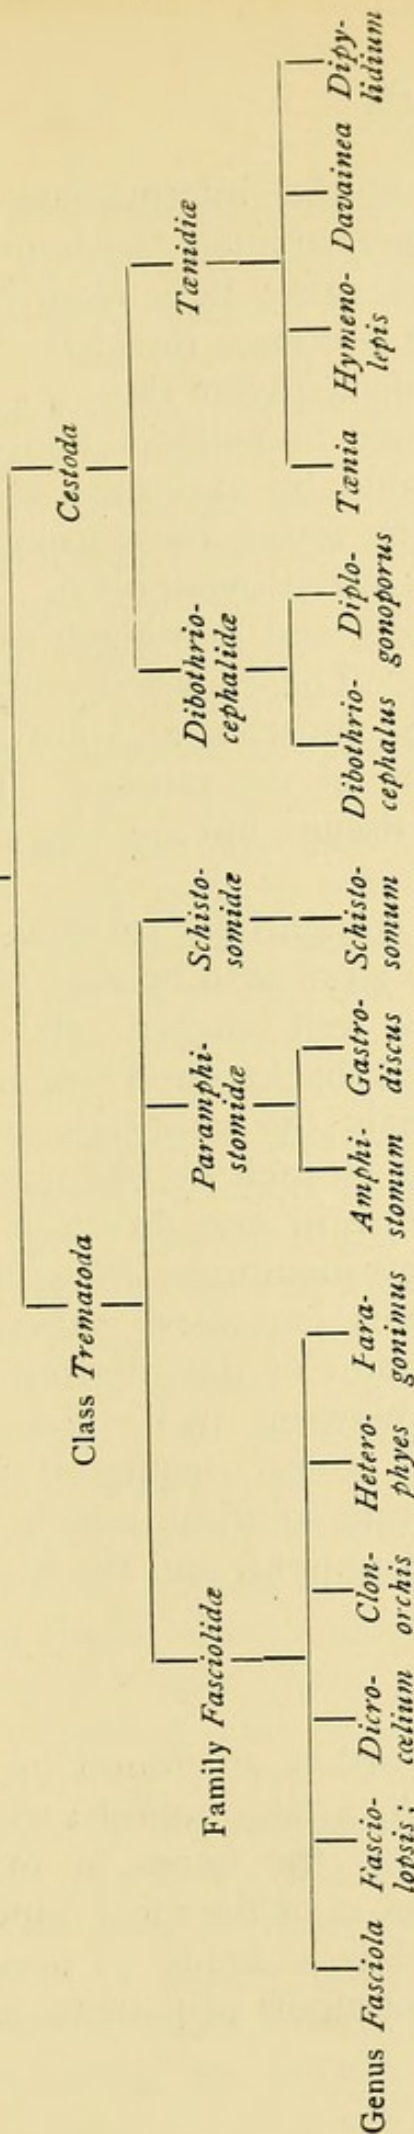 Class Trematoda
Cestoda
Family Fasciolidæ
Paramphi-
stomidæ
Schisto-
somidæ
Dibothrio-
cephalidæ
Tænidiæ
Genus Fasciola
Fascio-
lopsis;
Dicro-
cœlium
Clon-
orchis
Hetero-
phyes
Para-
gonimus
Amphi-
stomum
Gastro-
discus
Schisto-
somum
Dibothrio-
cephalus
Diplo-
gonoporus
Tænia
Hymeno-
lepis
Davainea
Dipy-
lidium